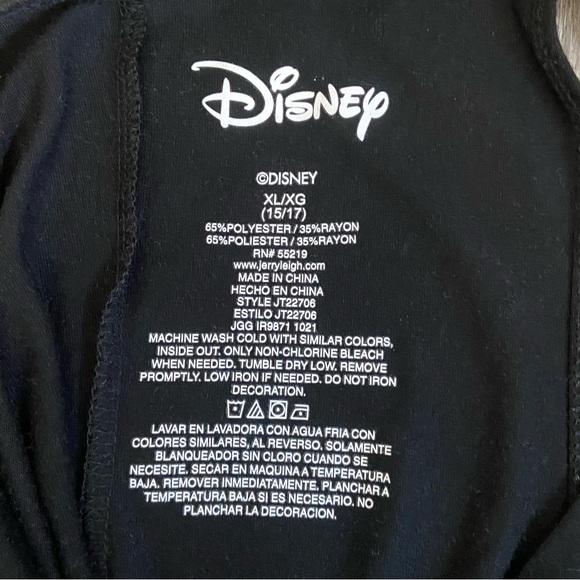 Disney
©DISNEY
XL/XG
(15/17)
65%POLYESTER / 35%RAYON
65%POLIESTER / 35%RAYON
RN# 55219
www.jerryleigh.com
MADE IN CHINA
HECHO EN CHINA
STYLE JT22706
ESTILO JT22706
JGG IR9871 1021
MACHINE WASH COLD WITH SIMILAR COLORS,
INSIDE OUT. ONLY NON-CHLORINE BLEACH
WHEN NEEDED. TUMBLE DRY LOW. REMOVE
PROMPTLY. LOW IRON IF NEEDED. DO NOT IRON
DECORATION.
LAVAR EN LAVADORA CON AGUA FRIA CON
COLORES SIMILARES, AL REVERSO. SOLAMENTE
BLANQUEADOR SIN CLORO CUANDO SE
NECESITE. SECAR EN MAQUINA A TEMPERATURA
BAJA. REMOVER INMEDIATAMENTE. PLANCHAR A
TEMPERATURA BAJA SI ES NECESARIO. NO
PLANCHAR LA DECORACION.